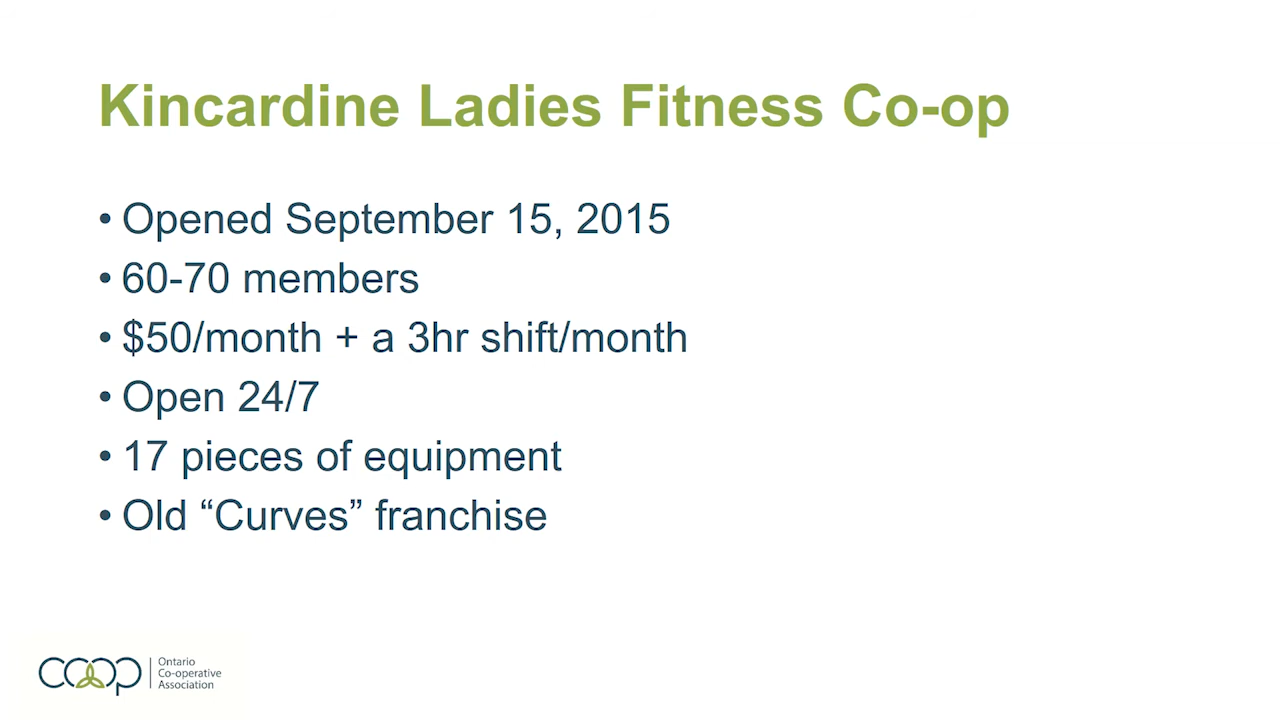 Kincardine Ladies Fitness Co-op
• Opened September 15, 2015
• 60-70 members
• $50/month + a 3hr shift/month
• Open 24/7
• 17 pieces of equipment
• Old “Curves” franchise
COOP
Ontario
Co-operative
Association